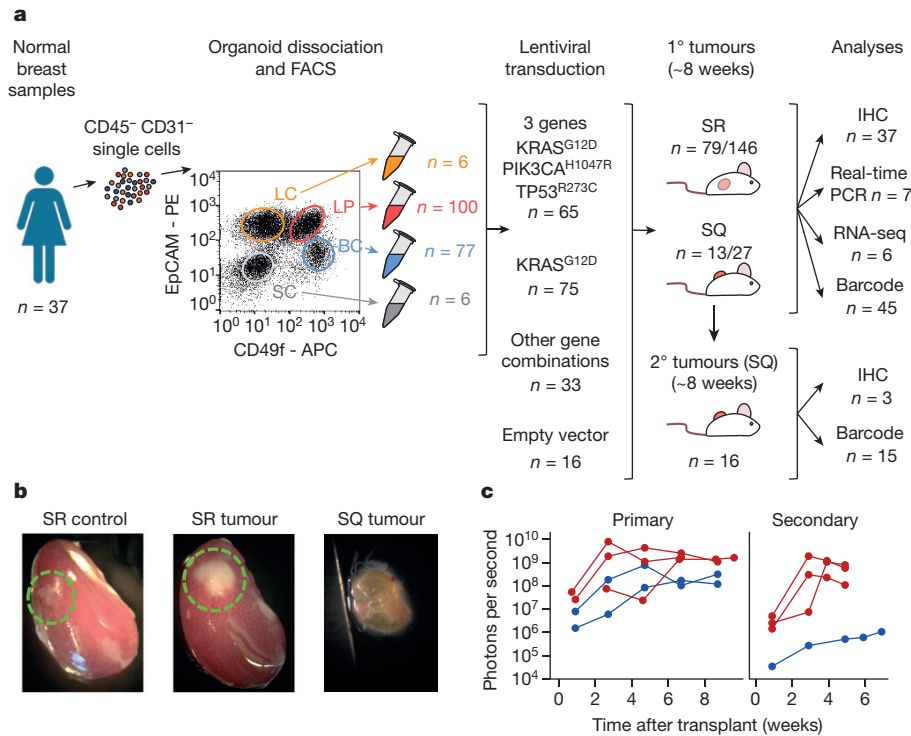 a
Normal
breast
samples
n = 37
CD45⁻ CD31⁻
single cells
Organoid dissociation
and FACS
EpCAM - PE
10⁴
10³
10²
10¹
10⁰
10⁰ 10¹ 10² 10³ 10⁴
CD49f - APC
LC
LP
BC
SC
n = 6
n = 100
n = 77
n = 6
Lentiviral
transduction
3 genes
KRASᴳ¹²ᴰ
PIK3CAᴴ¹⁰⁴⁷ᴿ
TP53ᴿ²⁷³ᶜ
n = 65
KRASᴳ¹²ᴰ
n = 75
Other gene
combinations
n = 33
Empty vector
n = 16
1° tumours
(~8 weeks)
SR
n = 79/146
SQ
n = 13/27
2° tumours (SQ)
(~8 weeks)
n = 16
Analyses
IHC
n = 37
Real-time
PCR n = 7
RNA-seq
n = 6
Barcode
n = 45
IHC
n = 3
Barcode
n = 15
b
SR control
SR tumour
SQ tumour
c
Primary
Secondary
Photons per second
10¹⁰
10⁹
10⁸
10⁷
10⁶
10⁵
10⁴
0 2 4 6 8
0 2 4 6
Time after transplant (weeks)